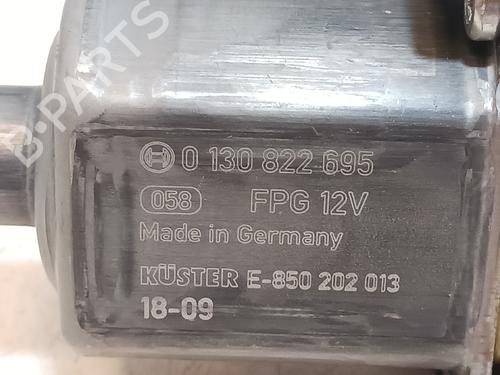 B-PARTS
0 130 822 695
058 FPG 12V
Made in Germany
KÜSTER E-850 202 013
18-09